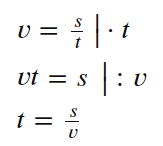 v = s/t | · t
vt = s | : v
t = s/v